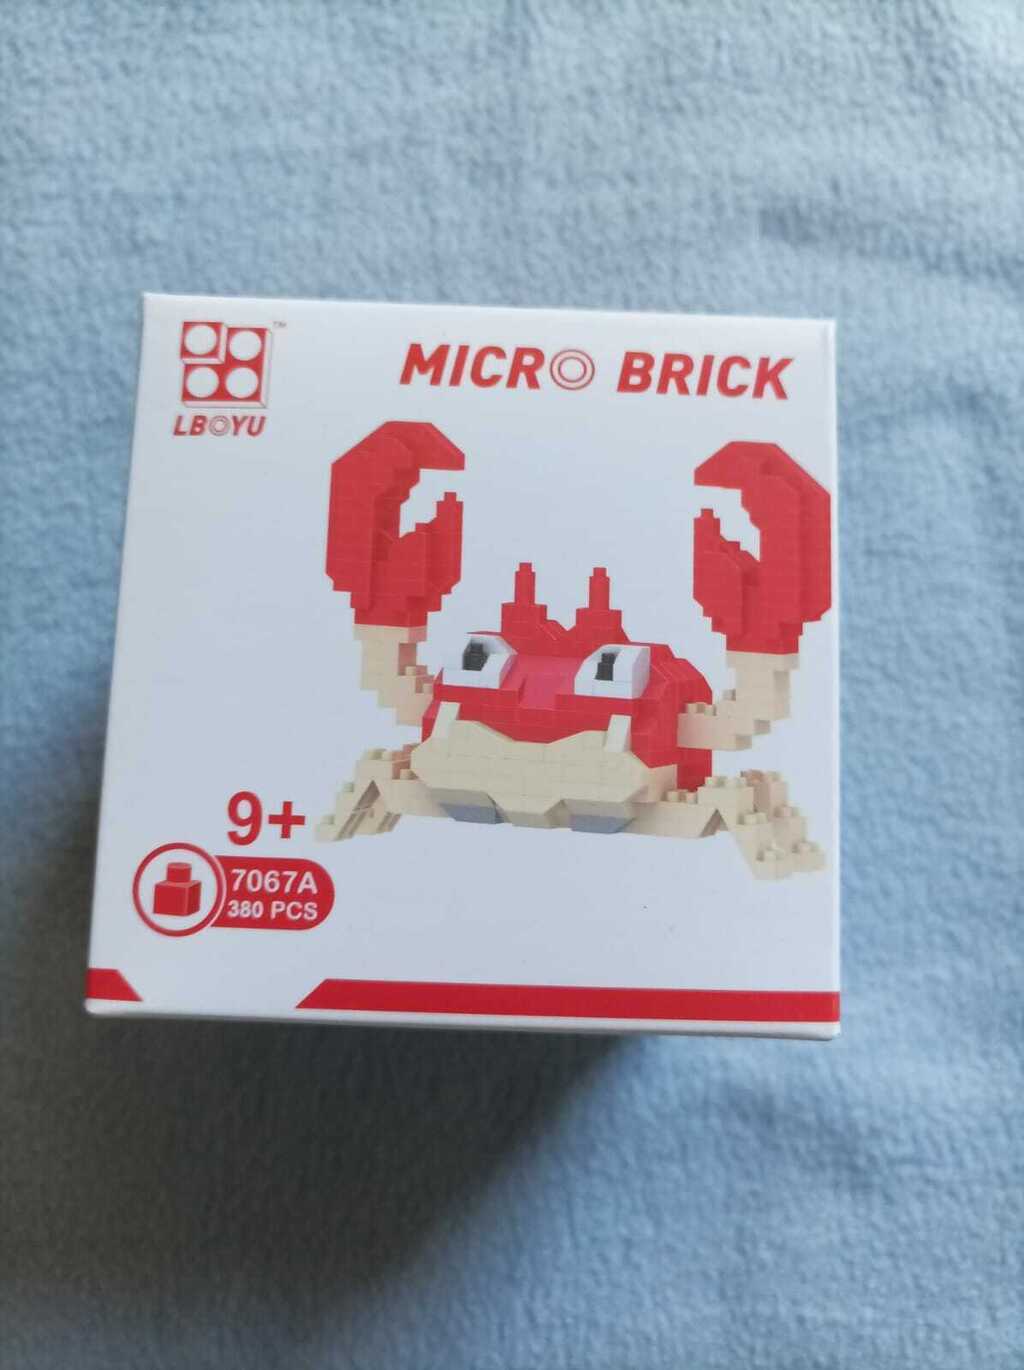 MICRO BRICK
LBOYU
9+
7067A
380 PCS